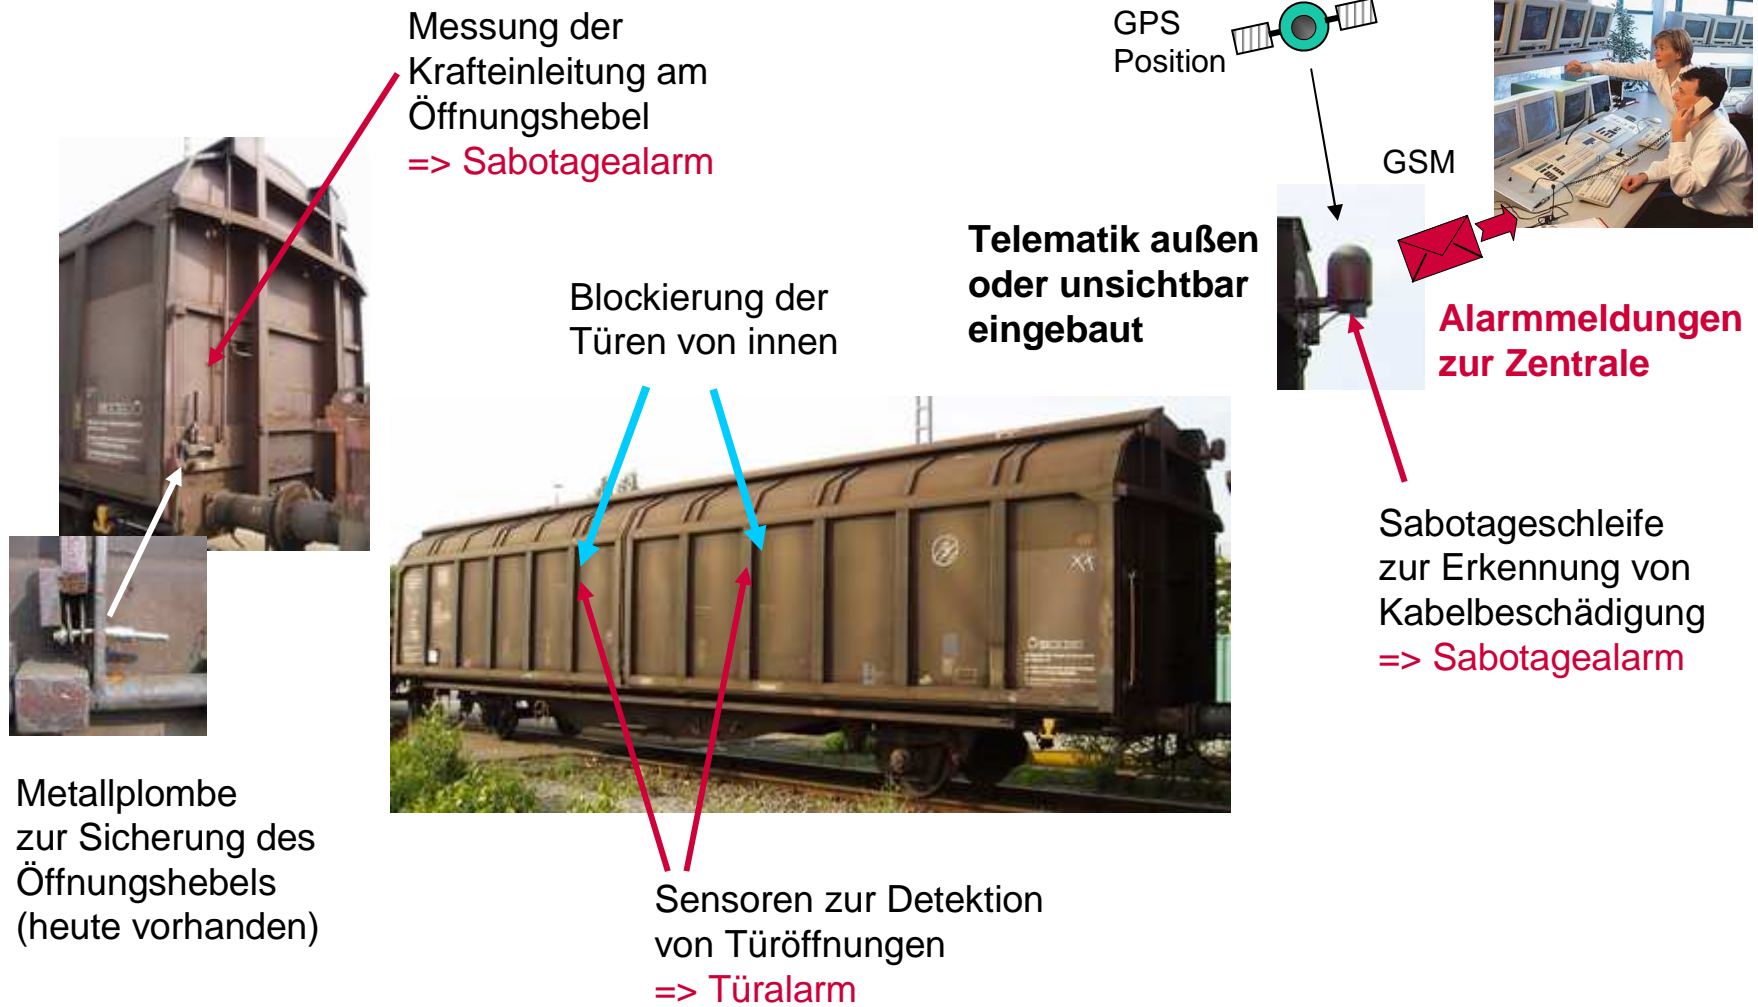 Messung der
Krafteinleitung am
Öffnungshebel
=> Sabotagealarm
GPS
Position
GSM
Telematik außen
oder unsichtbar
eingebaut
Alarmmeldungen
zur Zentrale
Blockierung der
Türen von innen
Sabotageschleife
zur Erkennung von
Kabelbeschädigung
=> Sabotagealarm
Metallplombe
zur Sicherung des
Öffnungshebels
(heute vorhanden)
Sensoren zur Detektion
von Türöffnungen
=> Türalarm